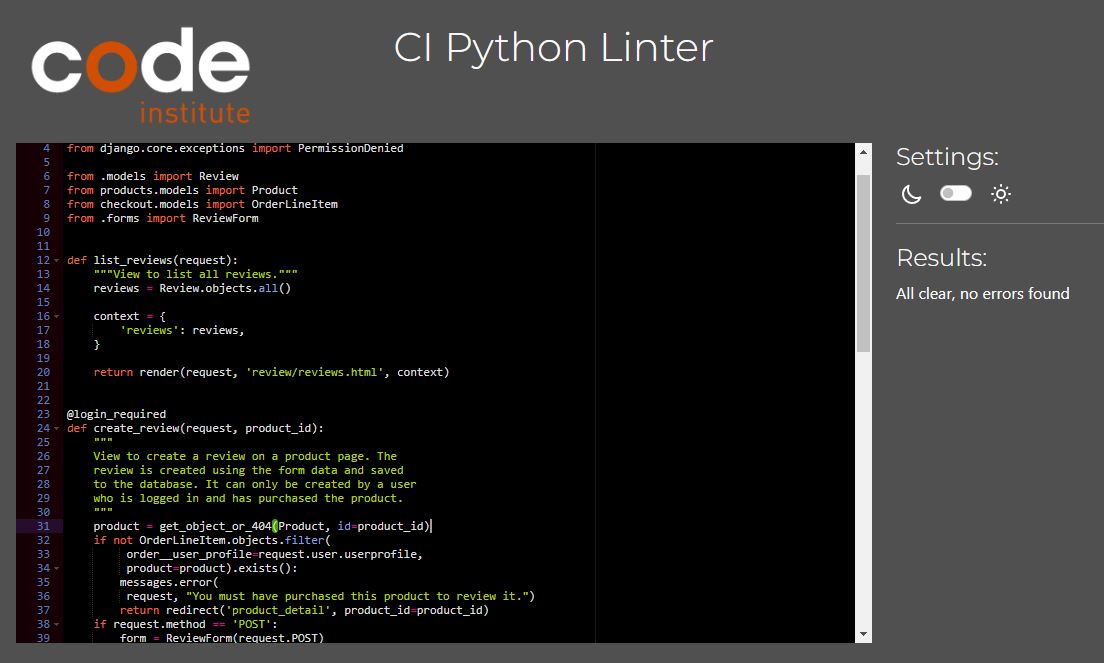 code
institute
CI Python Linter
4 from django.core.exceptions import PermissionDenied
5
6 from .models import Review
7 from products.models import Product
8 from checkout.models import OrderLineItem
9 from .forms import ReviewForm
10
11
12 def list_reviews(request):
13     """View to list all reviews."""
14     reviews = Review.objects.all()
15
16     context = {
17         'reviews': reviews,
18     }
19
20     return render(request, 'review/reviews.html', context)
21
22
23 @login_required
24 def create_review(request, product_id):
25     """
26     View to create a review on a product page. The
27     review is created using the form data and saved
28     to the database. It can only be created by a user
29     who is logged in and has purchased the product.
30     """
31     product = get_object_or_404(Product, id=product_id)
32     if not OrderLineItem.objects.filter(
33          order__user_profile=request.user.userprofile,
34          product=product).exists():
35         messages.error(
36          request, "You must have purchased this product to review it.")
37         return redirect('product_detail', product_id=product_id)
38     if request.method == 'POST':
39         form = ReviewForm(request.POST)
Settings:
Results:
All clear, no errors found